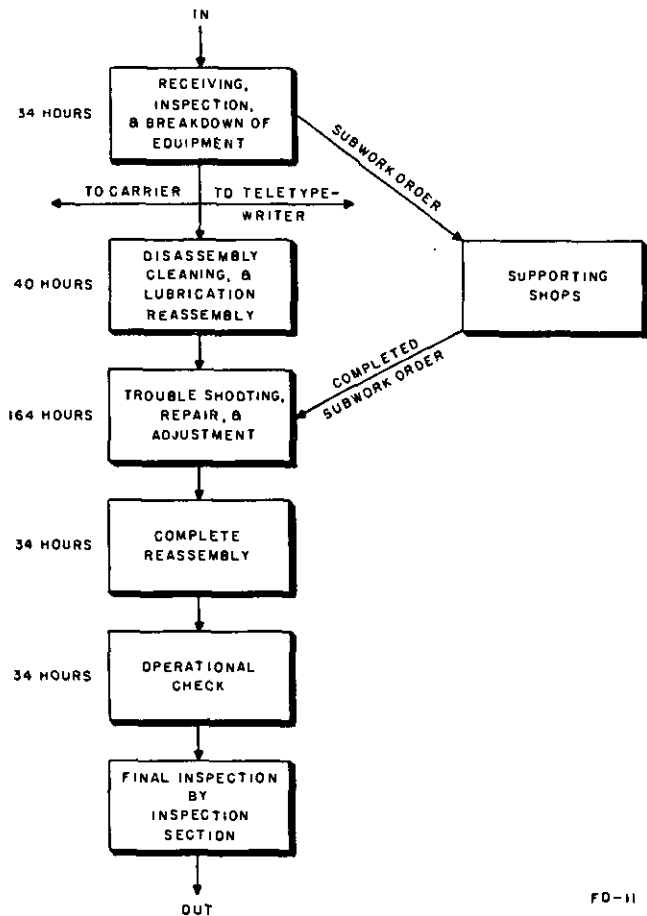 IN
34 HOURS
RECEIVING,
INSPECTION,
& BREAKDOWN OF
EQUIPMENT
SUBWORK ORDER
TO CARRIER
TO TELETYPE-
WRITER
40 HOURS
DISASSEMBLY
CLEANING, &
LUBRICATION
REASSEMBLY
SUPPORTING
SHOPS
COMPLETED
SUBWORK ORDER
164 HOURS
TROUBLE SHOOTING,
REPAIR, &
ADJUSTMENT
34 HOURS
COMPLETE
REASSEMBLY
34 HOURS
OPERATIONAL
CHECK
FINAL INSPECTION
BY
INSPECTION
SECTION
OUT
FD-11